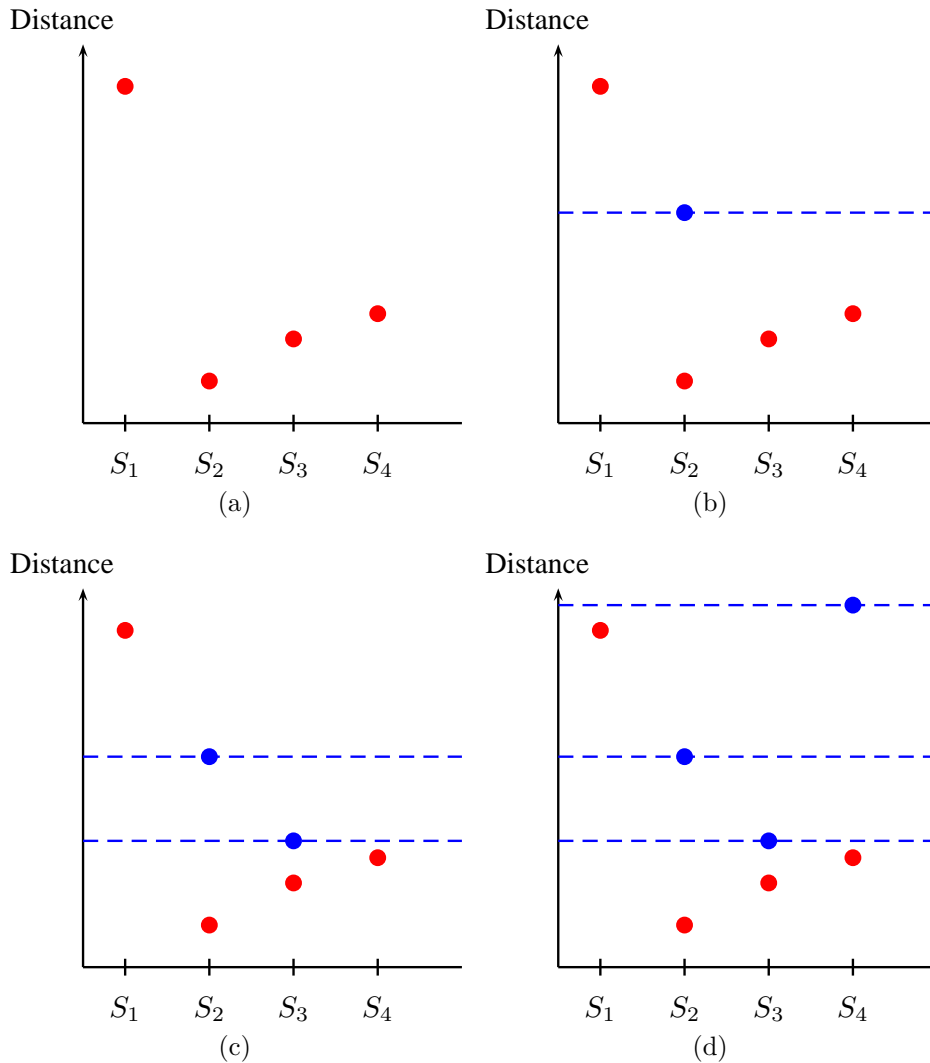 Distance
Distance
S₁ S₂ S₃ S₄
S₁ S₂ S₃ S₄
(a)
(b)
Distance
Distance
S₁ S₂ S₃ S₄
S₁ S₂ S₃ S₄
(c)
(d)